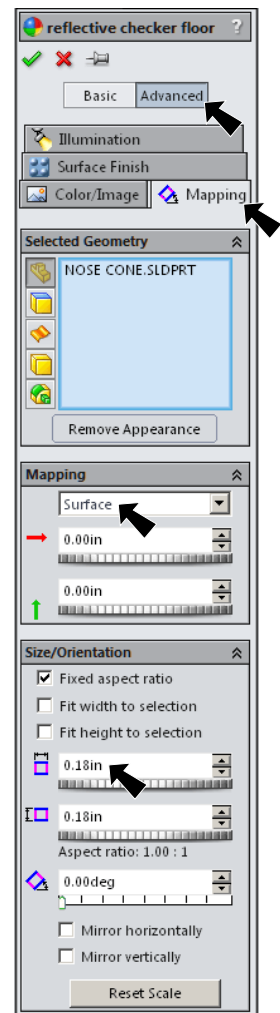 reflective checker floor ?
Basic Advanced
Illumination
Surface Finish
Color/Image Mapping
Selected Geometry
NOSE CONE.SLDPRT
Remove Appearance
Mapping
Surface
0.00in
0.00in
Size/Orientation
Fixed aspect ratio
Fit width to selection
Fit height to selection
0.18in
0.18in
Aspect ratio: 1.00 : 1
0.00deg
Mirror horizontally
Mirror vertically
Reset Scale